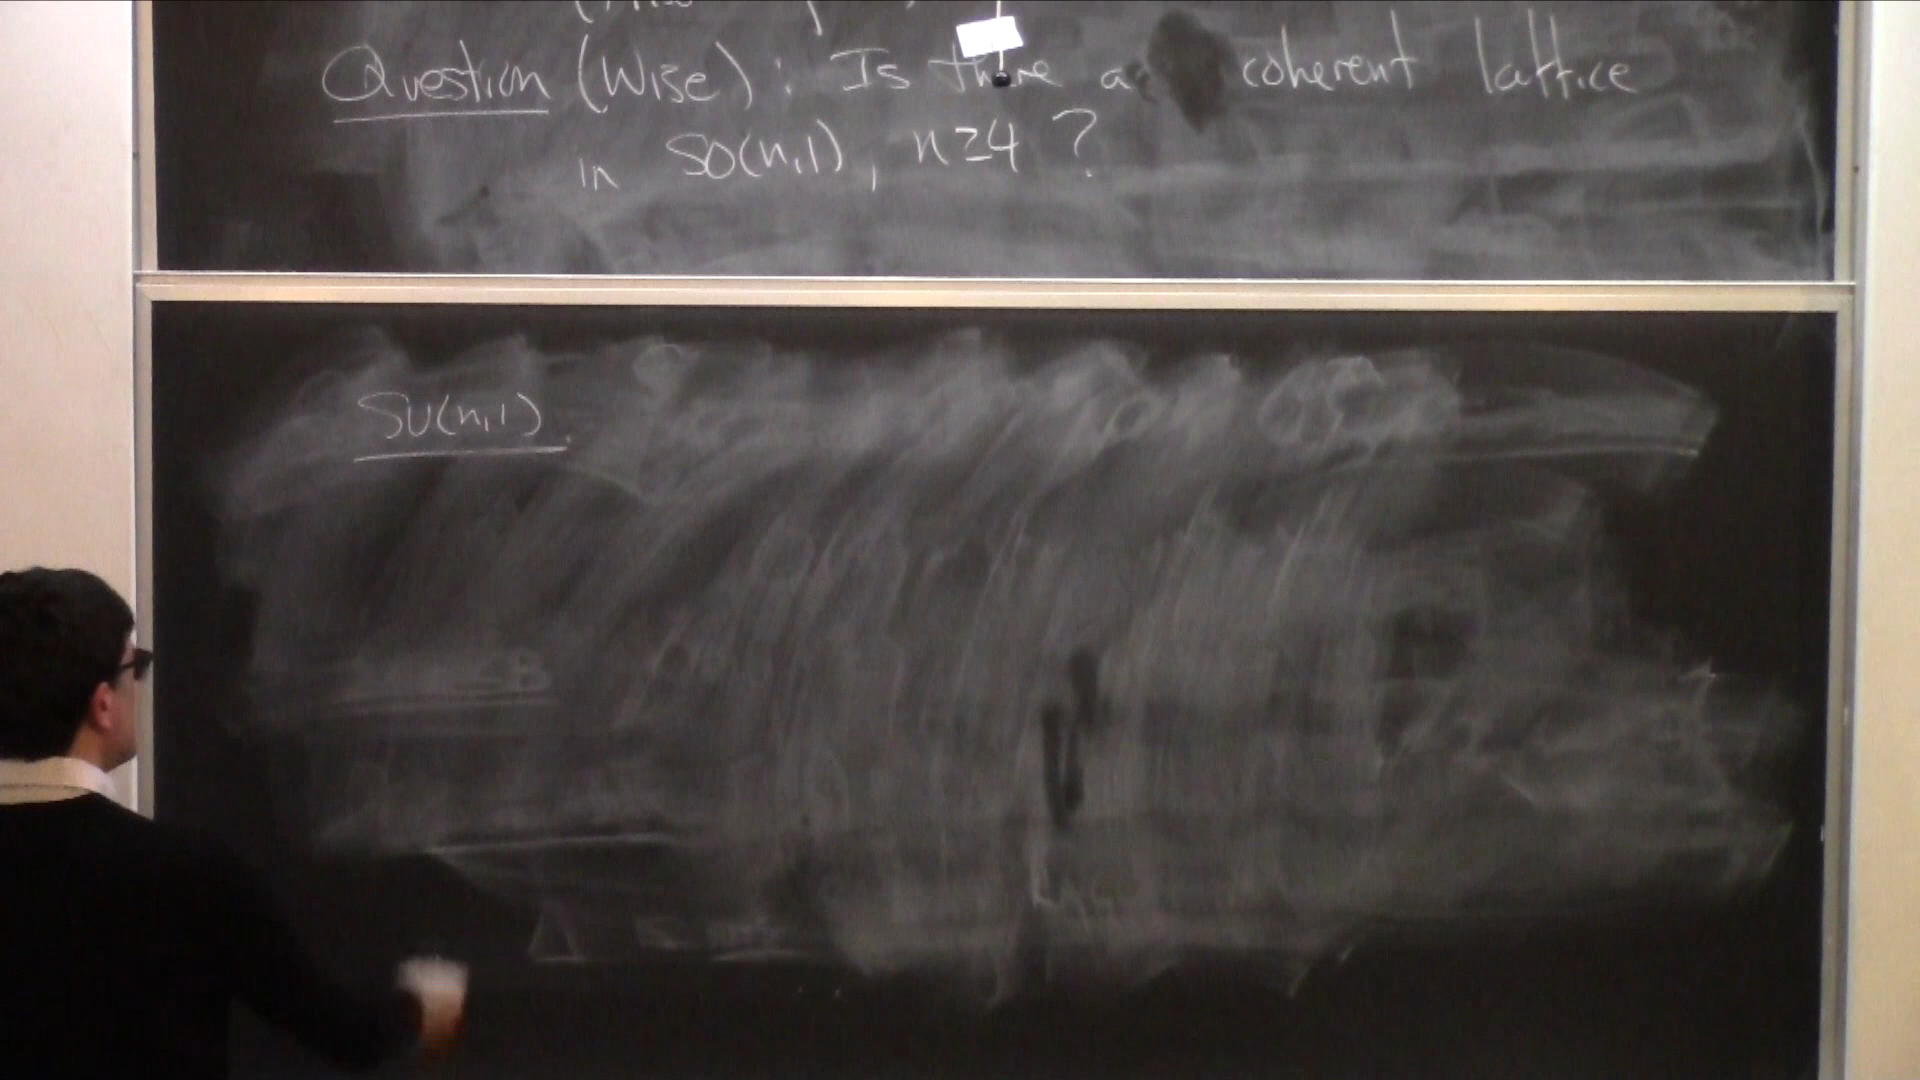 Question (Wise): Is there a coherent lattice
in SO(n,1), n≥4 ?
SU(n,1)